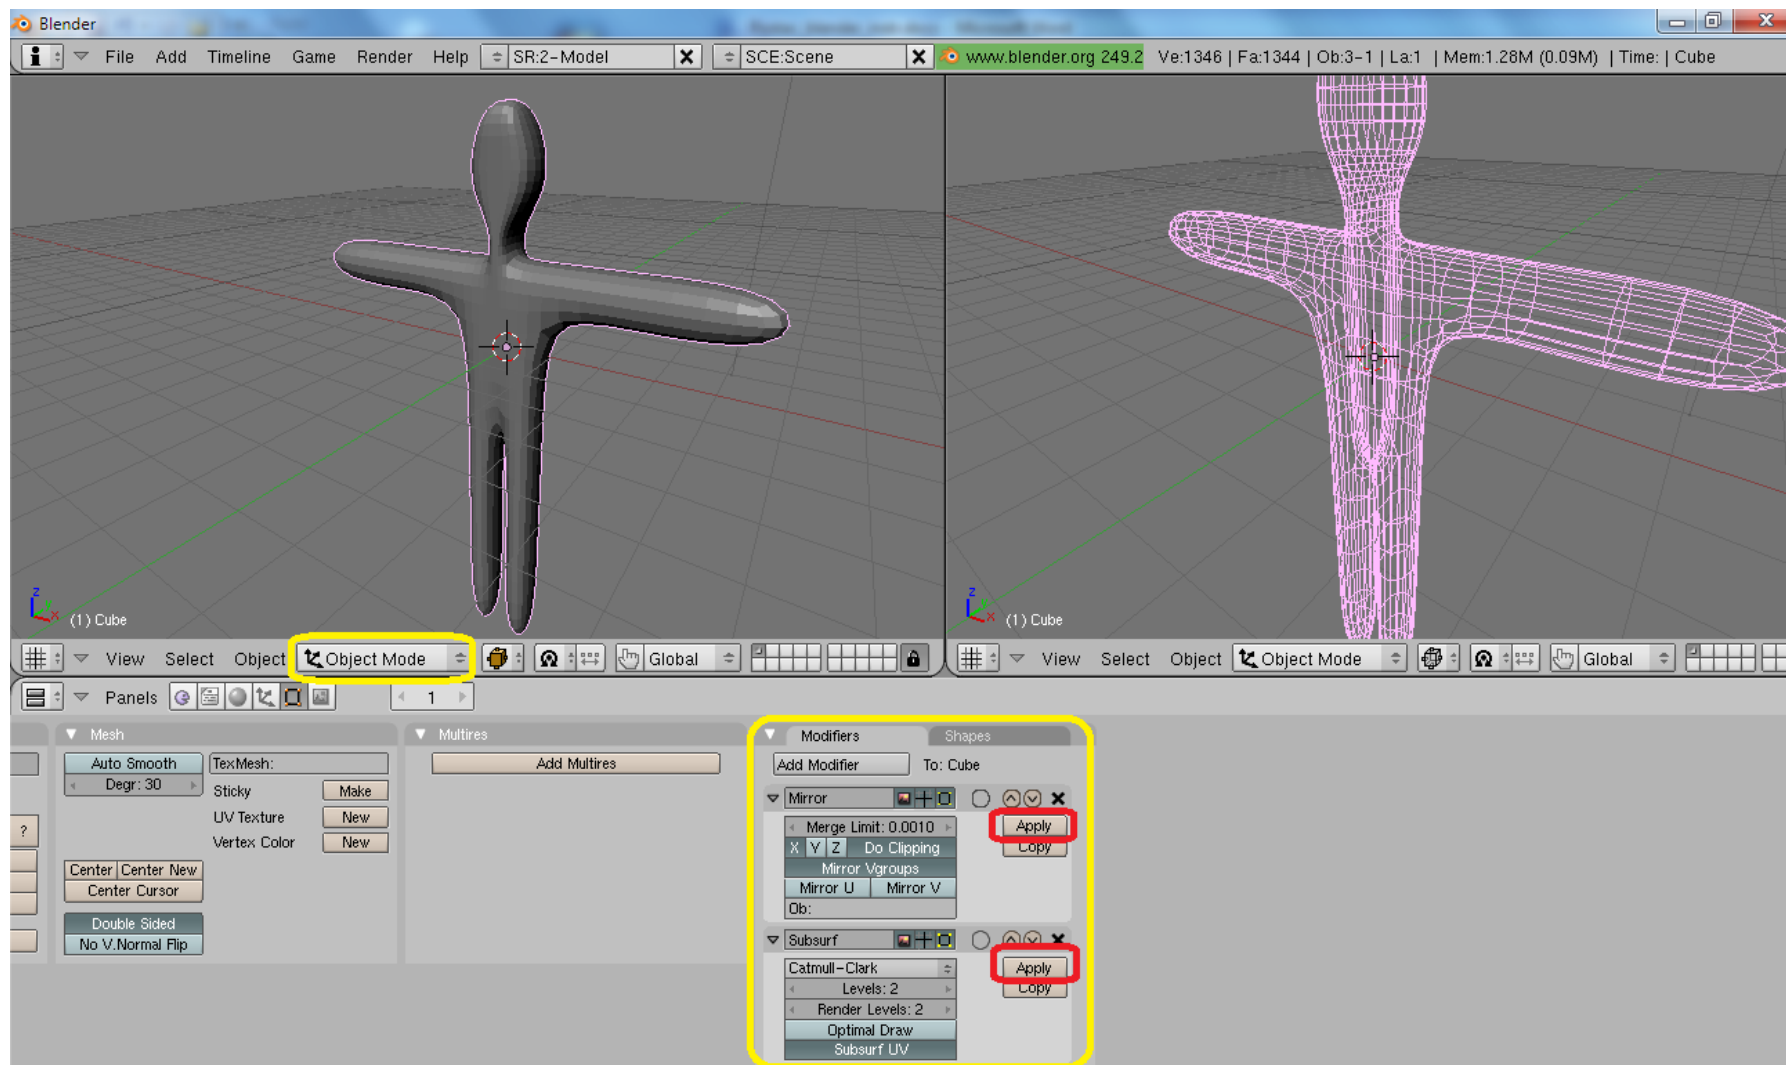 Blender
File Add Timeline Game Render Help SR:2-Model SCE:Scene www.blender.org 249.2 Ve:1346 | Fa:1344 | Ob:3-1 | La:1 | Mem:1.28M (0.09M) | Time: | Cube
z
y
x
(1) Cube
z
y
x
(1) Cube
View Select Object Object Mode Global
View Select Object Object Mode Global
Panels 1
Mesh
Auto Smooth TexMesh:
Degr: 30
Sticky Make
UV Texture New
Vertex Color New
?
Center Center New
Center Cursor
Double Sided
No V.Normal Flip
Multires
Add Multires
Modifiers Shapes
Add Modifier To: Cube
Mirror
Merge Limit: 0.0010 Apply
X Y Z Do Clipping Copy
Mirror Vgroups
Mirror U Mirror V
Ob:
Subsurf
Catmull-Clark Apply
Levels: 2 Copy
Render Levels: 2
Optimal Draw
Subsurf UV